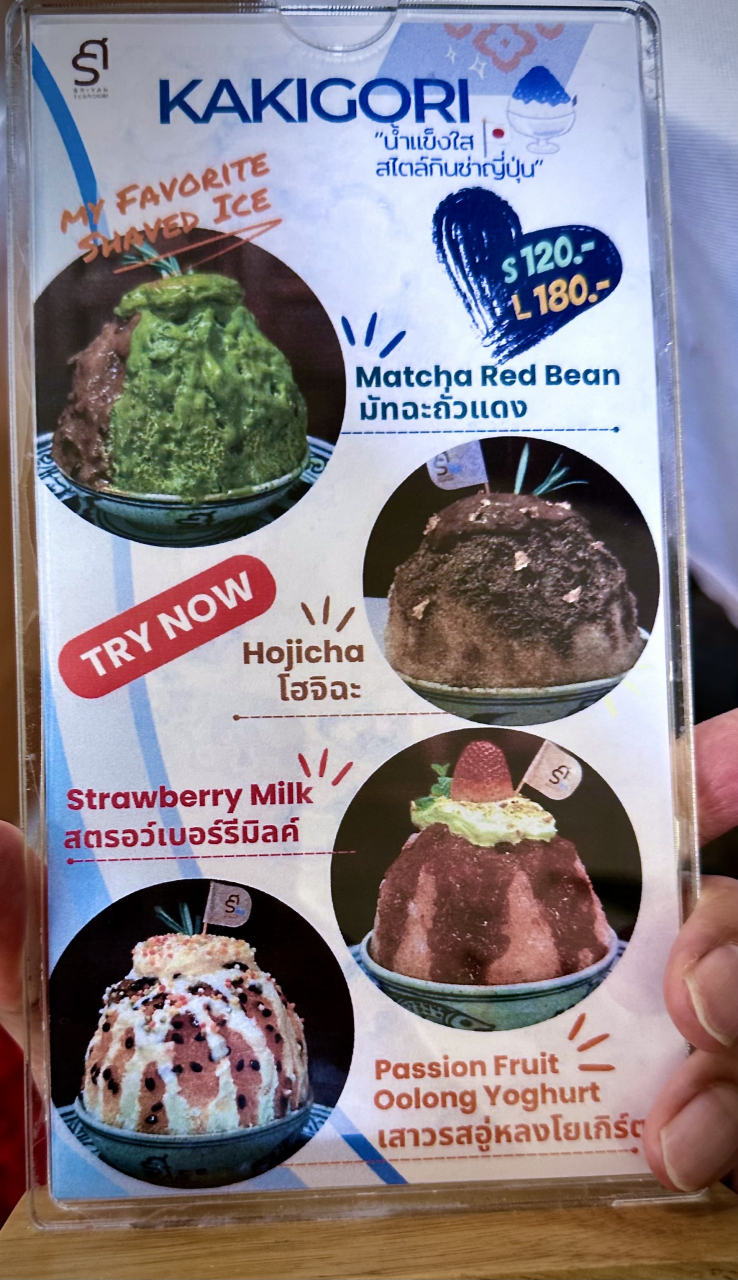 KAKIGORI
"น้ำแข็งใส
สไตล์กินซ่าญี่ปุ่น"
MY FAVORITE
SHAVED ICE
S 120.-
L 180.-
Matcha Red Bean
มัทฉะถั่วแดง
TRY NOW
Hojicha
โฮจิฉะ
Strawberry Milk
สตรอว์เบอร์รีมิลค์
Passion Fruit
Oolong Yoghurt
เสาวรสอู่หลงโยเกิร์ต